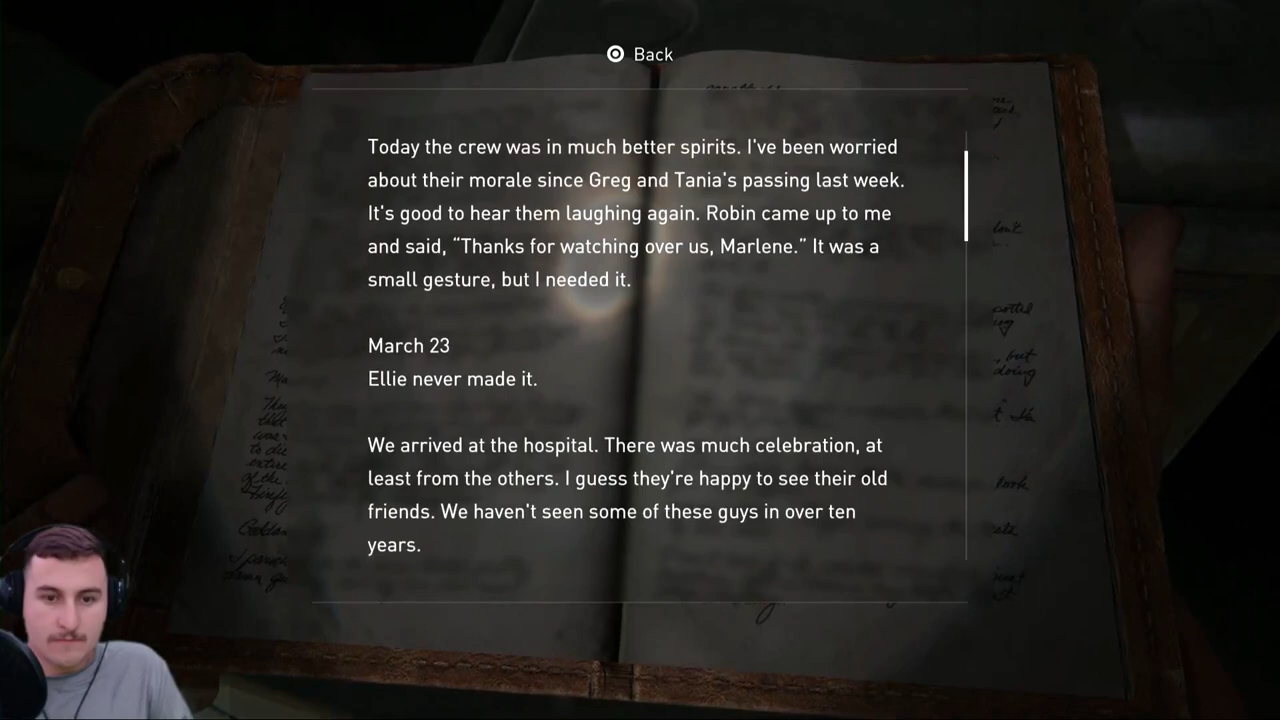 Back
Today the crew was in much better spirits. I've been worried
about their morale since Greg and Tania's passing last week.
It's good to hear them laughing again. Robin came up to me
and said, “Thanks for watching over us, Marlene.” It was a
small gesture, but I needed it.
March 23
Ellie never made it.
We arrived at the hospital. There was much celebration, at
least from the others. I guess they're happy to see their old
friends. We haven't seen some of these guys in over ten
years.